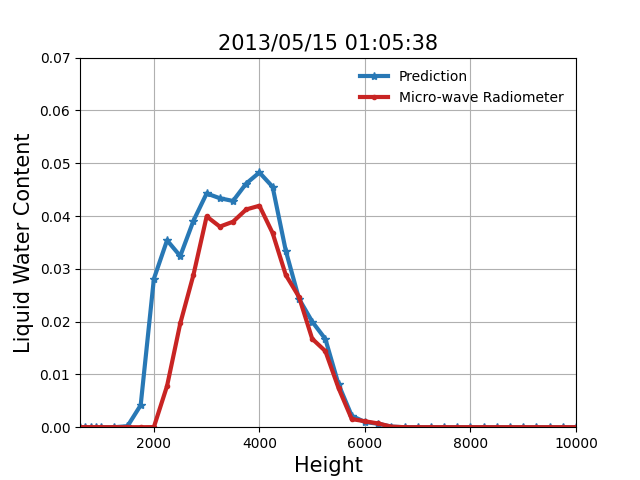 2013/05/15 01:05:38
Prediction
Micro-wave Radiometer
Liquid Water Content
0.07
0.06
0.05
0.04
0.03
0.02
0.01
0.00
2000 4000 6000 8000 10000
Height